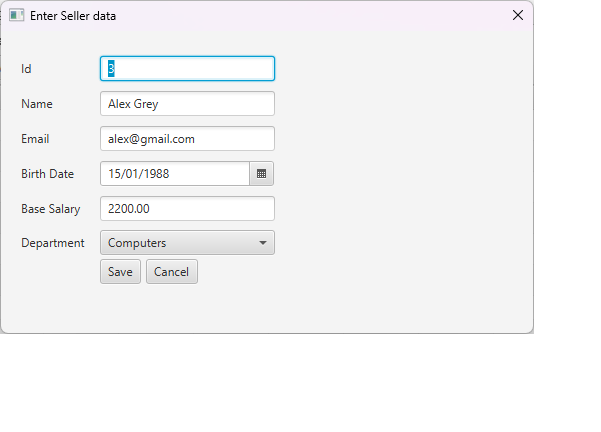 Enter Seller data
Id 3
Name Alex Grey
Email alex@gmail.com
Birth Date 15/01/1988
Base Salary 2200.00
Department Computers
Save Cancel